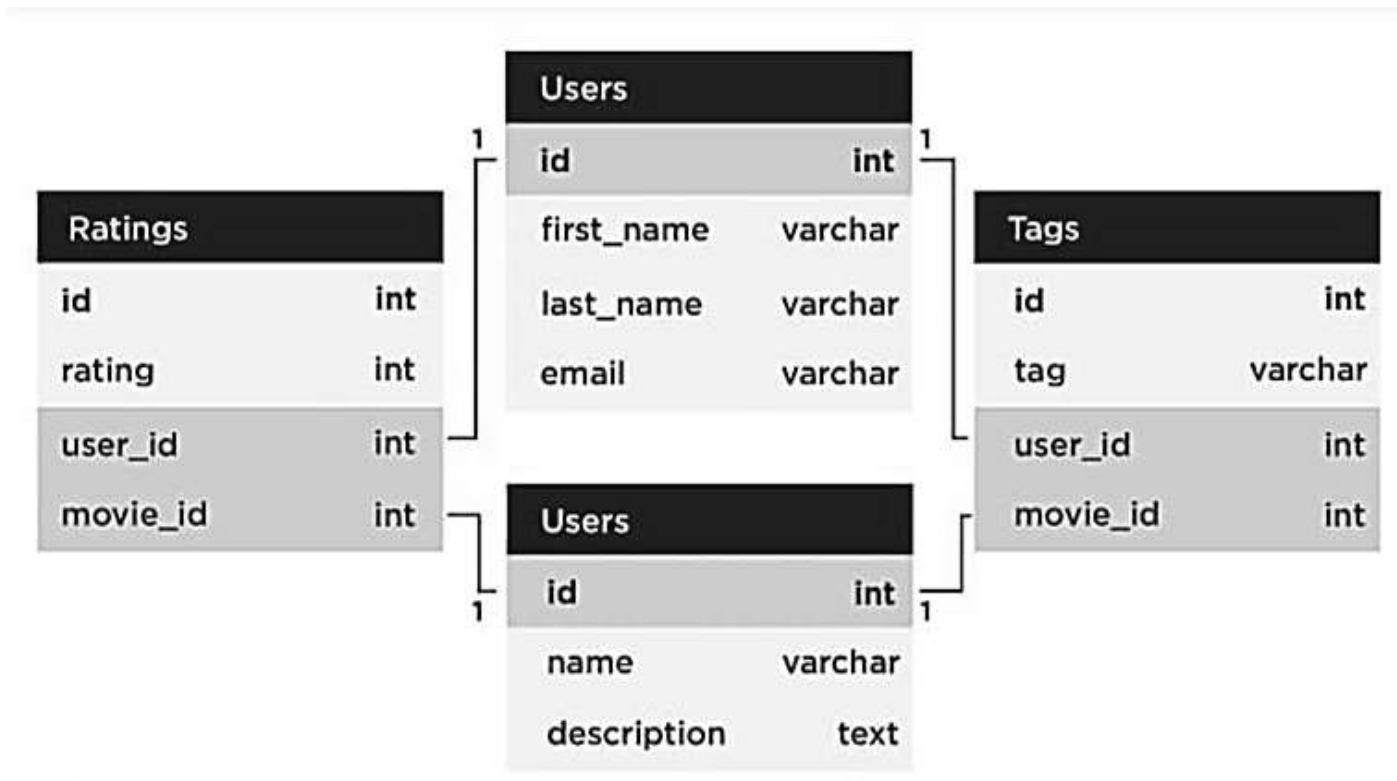 Users
1 id int 1
first_name varchar
last_name varchar
email varchar
Ratings
id int
rating int
user_id int
movie_id int
Tags
id int
tag varchar
user_id int
movie_id int
Users
1 id int 1
name varchar
description text